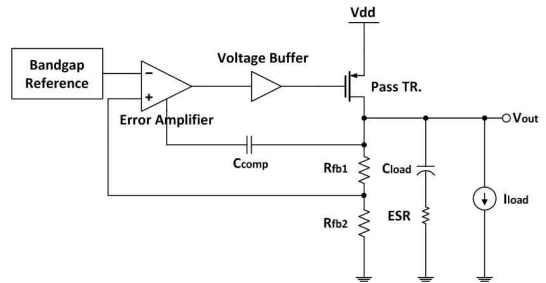 Vdd
Bandgap
Reference
−
+
Error Amplifier
Voltage Buffer
Pass TR.
Vout
Ccomp
Rfb1
Rfb2
Cload
ESR
Iload